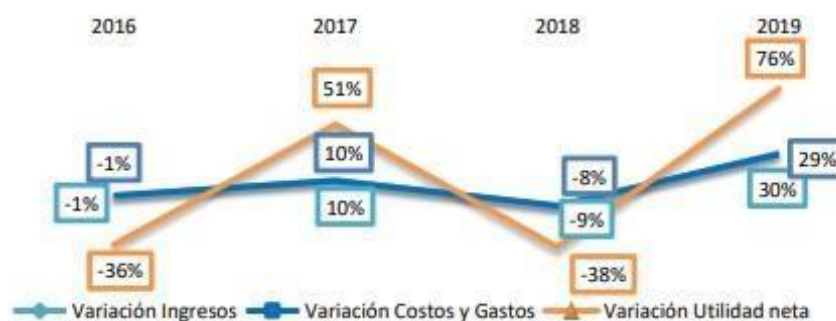 2016 2017 2018 2019
76%
51%
-1% 10% -8% 29%
-1% 10% -9% 30%
-36% -38%
Variación Ingresos Variación Costos y Gastos Variación Utilidad neta